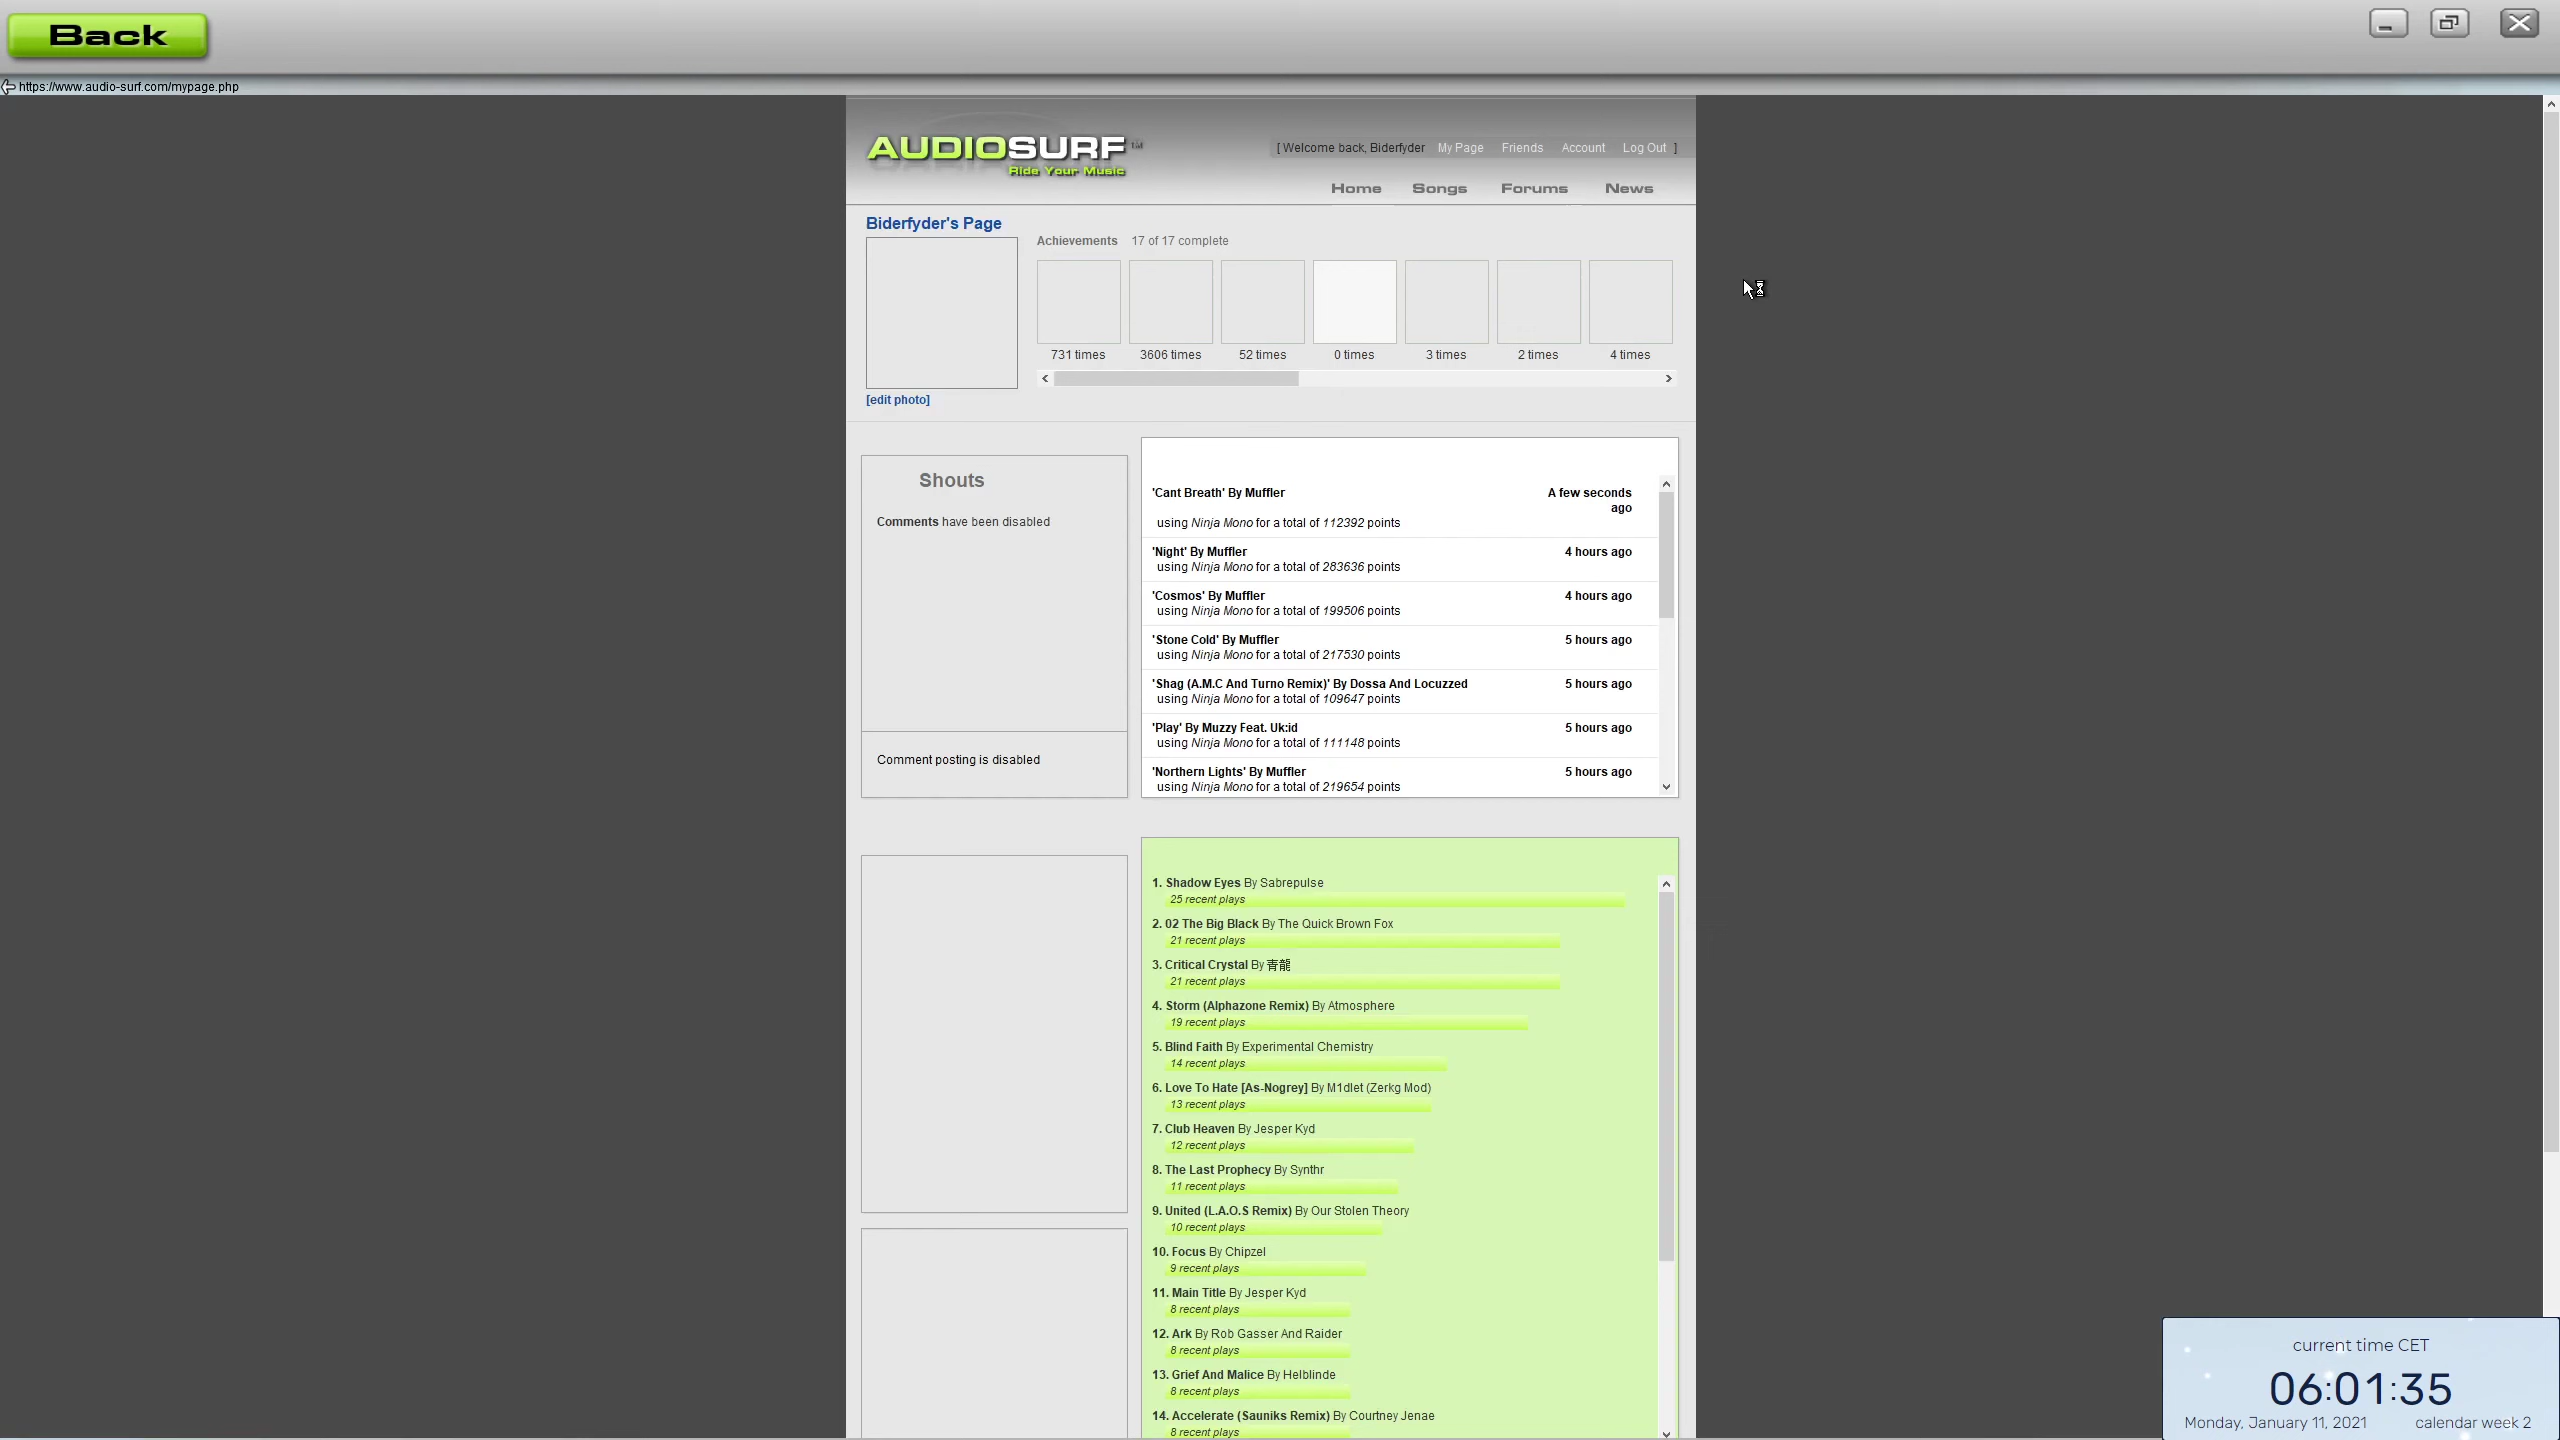 Back
https://www.audio-surf.com/mypage.php
AUDIOSURF™
Ride Your Music
[ Welcome back, Biderfyder My Page Friends Account Log Out ]
Home Songs Forums News
Biderfyder's Page
Achievements 17 of 17 complete
731 times 3606 times 52 times 0 times 3 times 2 times 4 times
[edit photo]
Shouts
Comments have been disabled
Comment posting is disabled
'Cant Breath' By Muffler A few seconds
ago
using Ninja Mono for a total of 112392 points
'Night' By Muffler 4 hours ago
using Ninja Mono for a total of 283636 points
'Cosmos' By Muffler 4 hours ago
using Ninja Mono for a total of 199506 points
'Stone Cold' By Muffler 5 hours ago
using Ninja Mono for a total of 217530 points
'Shag (A.M.C And Turno Remix)' By Dossa And Locuzzed 5 hours ago
using Ninja Mono for a total of 109647 points
'Play' By Muzzy Feat. Uk:id 5 hours ago
using Ninja Mono for a total of 111148 points
'Northern Lights' By Muffler 5 hours ago
using Ninja Mono for a total of 219654 points
1. Shadow Eyes By Sabrepulse
25 recent plays
2. 02 The Big Black By The Quick Brown Fox
21 recent plays
3. Critical Crystal By 青龍
21 recent plays
4. Storm (Alphazone Remix) By Atmosphere
19 recent plays
5. Blind Faith By Experimental Chemistry
14 recent plays
6. Love To Hate [As-Nogrey] By M1dlet (Zerkg Mod)
13 recent plays
7. Club Heaven By Jesper Kyd
12 recent plays
8. The Last Prophecy By Synthr
11 recent plays
9. United (L.A.O.S Remix) By Our Stolen Theory
10 recent plays
10. Focus By Chipzel
9 recent plays
11. Main Title By Jesper Kyd
8 recent plays
12. Ark By Rob Gasser And Raider
8 recent plays
13. Grief And Malice By Helblinde
8 recent plays
14. Accelerate (Sauniks Remix) By Courtney Jenae
8 recent plays
current time CET
06:01:35
Monday, January 11, 2021 calendar week 2